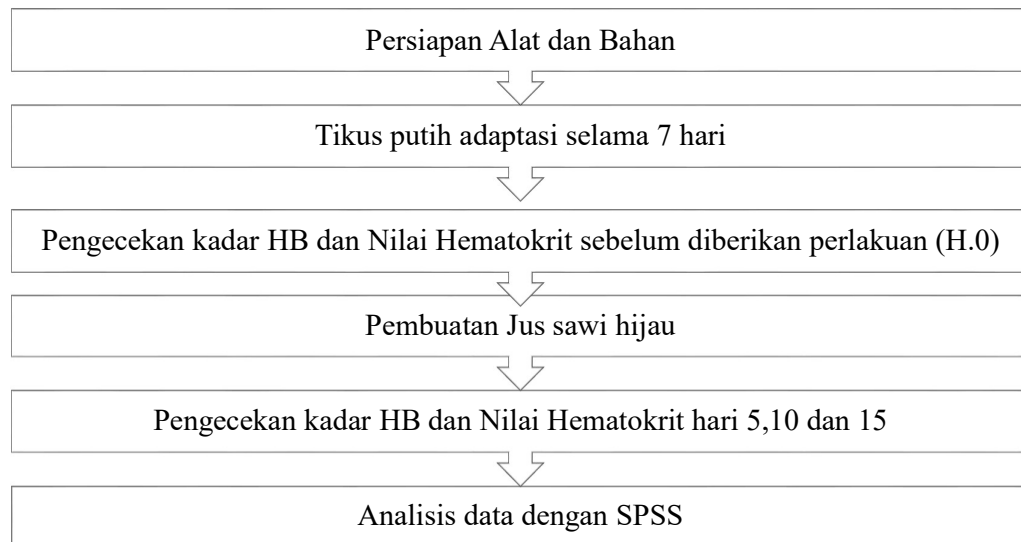 Persiapan Alat dan Bahan
Tikus putih adaptasi selama 7 hari
Pengecekan kadar HB dan Nilai Hematokrit sebelum diberikan perlakuan (H.0)
Pembuatan Jus sawi hijau
Pengecekan kadar HB dan Nilai Hematokrit hari 5,10 dan 15
Analisis data dengan SPSS